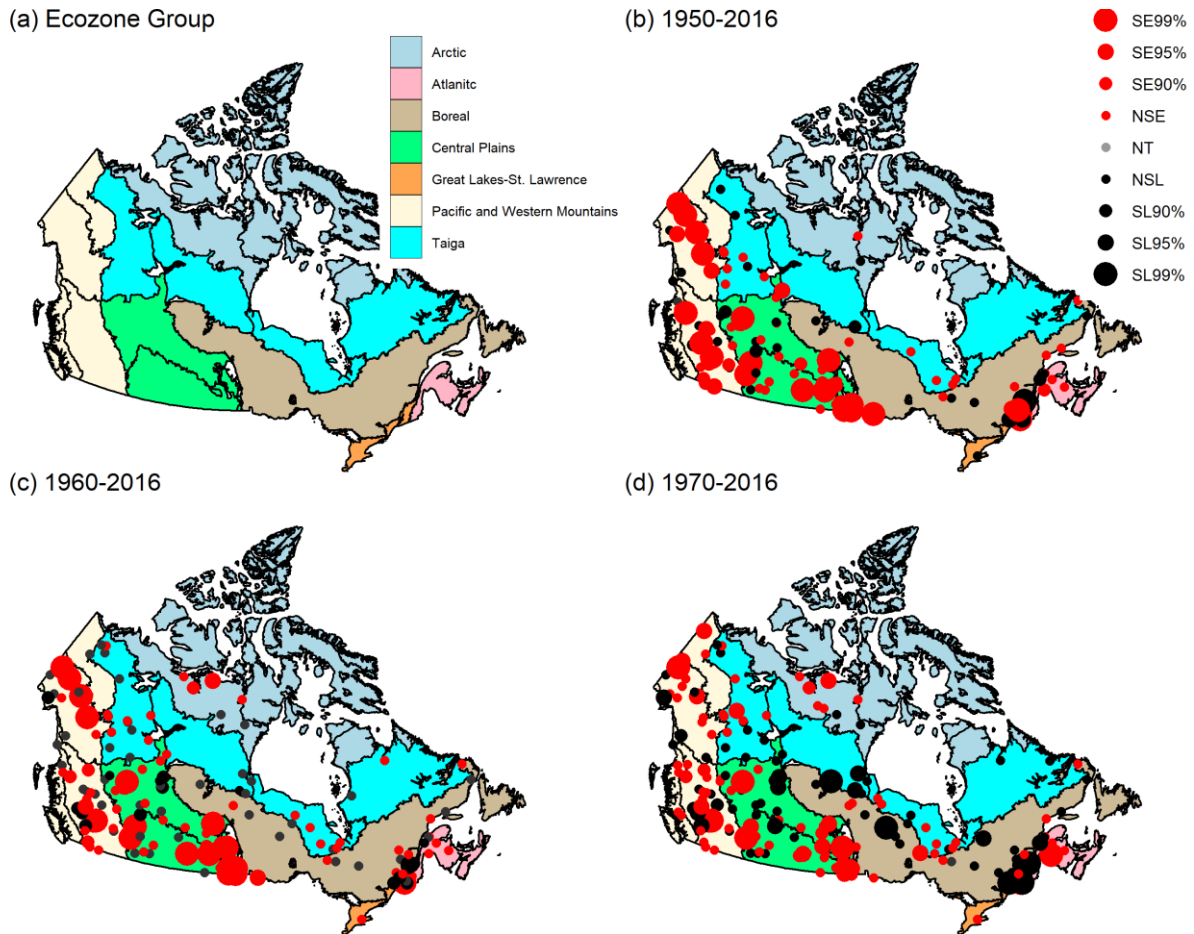 (a) Ecozone Group
Arctic
Atlanitc
Boreal
Central Plains
Great Lakes-St. Lawrence
Pacific and Western Mountains
Taiga
(b) 1950-2016
SE99%
SE95%
SE90%
NSE
NT
NSL
SL90%
SL95%
SL99%
(c) 1960-2016
(d) 1970-2016